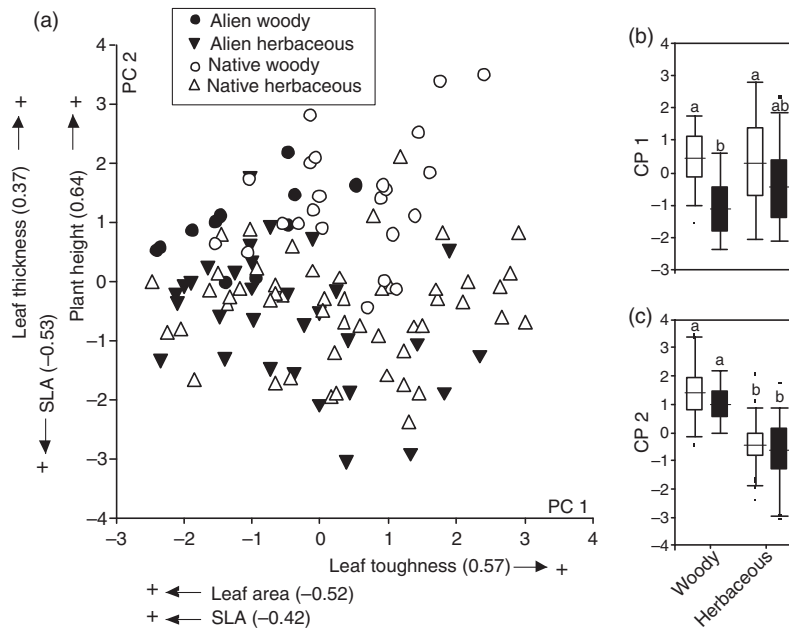 (a)
Alien woody
Alien herbaceous
Native woody
Native herbaceous
PC 2
4
3
2
1
0
–1
–2
–3
–4
Leaf thickness (0.37)
+
Plant height (0.64)
+
SLA (–0.53)
+
PC 1
–3
–2
–1
0
1
2
3
4
Leaf toughness (0.57)
+
+
Leaf area (–0.52)
+
SLA (–0.42)
(b)
CP 1
4
3
2
1
0
–1
–2
–3
a
b
a
ab
(c)
CP 2
4
3
2
1
0
–1
–2
–3
–4
a
a
b
b
Woody
Herbaceous